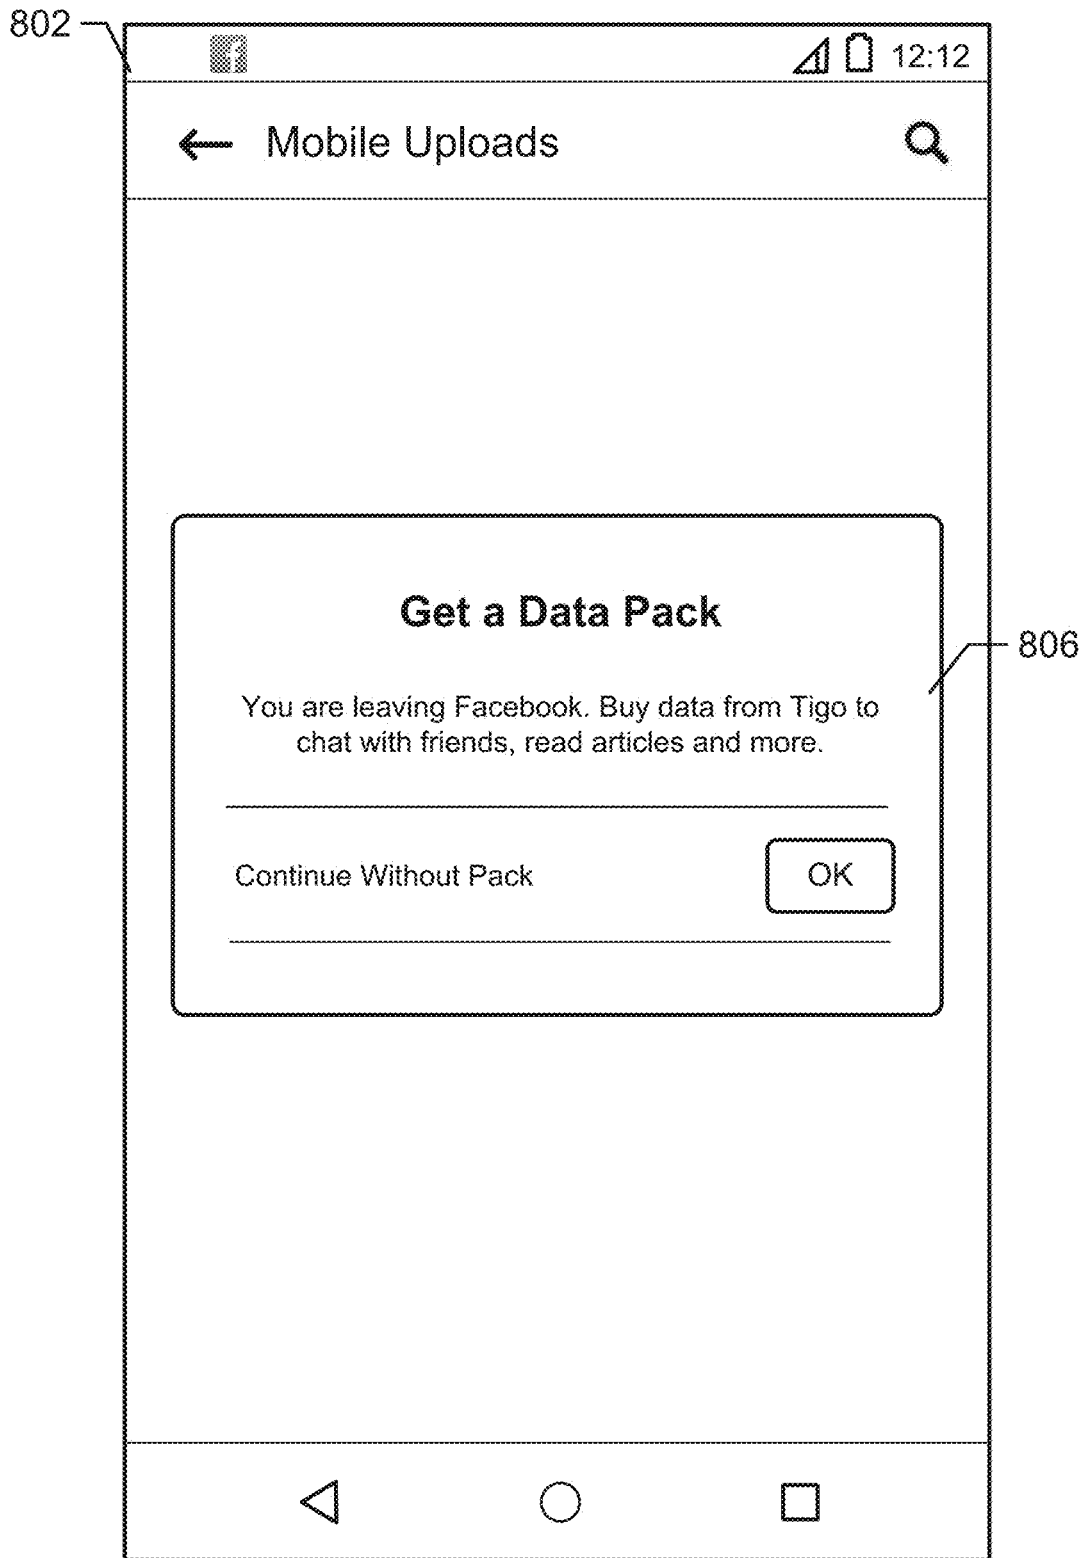 802
f
12:12
Mobile Uploads
Get a Data Pack
806
You are leaving Facebook. Buy data from Tigo to
chat with friends, read articles and more.
Continue Without Pack
OK